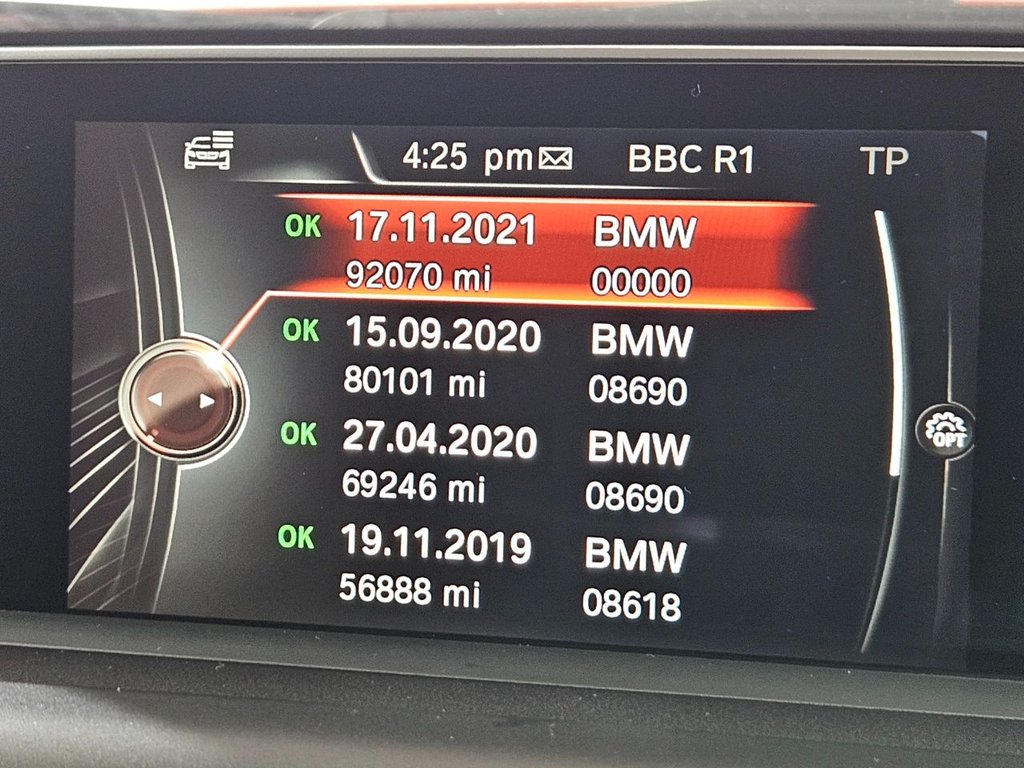 4:25 pm BBC R1 TP
OK 17.11.2021 BMW
92070 mi 00000
OK 15.09.2020 BMW
80101 mi 08690
OPT
OK 27.04.2020 BMW
69246 mi 08690
OK 19.11.2019 BMW
56888 mi 08618